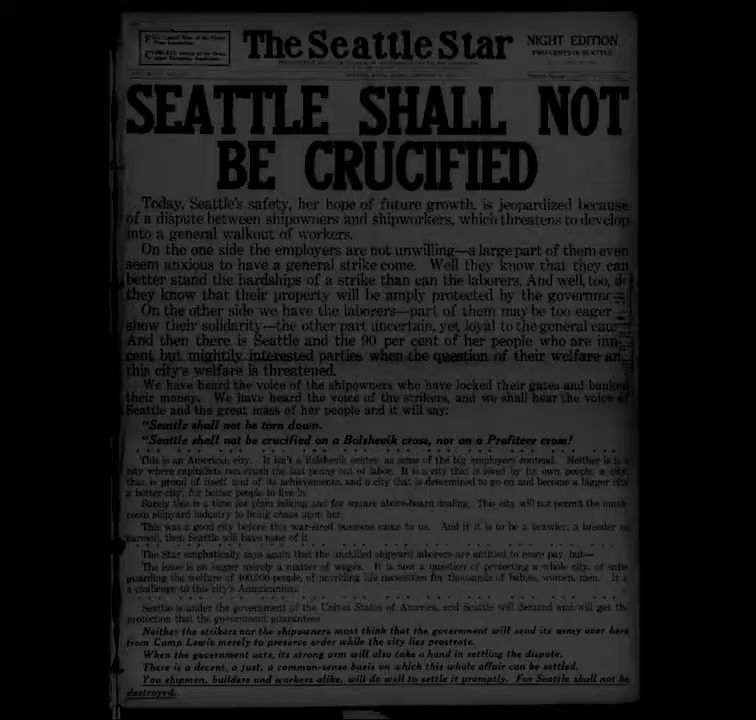 The Seattle Star
NIGHT EDITION
TWO CENTS IN SEATTLE
SEATTLE SHALL NOT
BE CRUCIFIED
Today, Seattle's safety, her hope of future growth, is jeopardized because
of a dispute between shipowners and shipworkers, which threatens to develop
into a general walkout of workers.
On the one side the employers are not unwilling—a large part of them even
seem anxious to have a general strike come. Well they know that they can
better stand the hardships of a strike than can the laborers. And well, too, do
they know that their property will be amply protected by the governme
On the other side we have the laborers—part of them may be too eager
show their solidarity—the other part uncertain, yet loyal to the general cau
And then there is Seattle and the 90 per cent of her people who are inn
cent but mightily interested parties when the question of their welfare an
this city's welfare is threatened.
We have heard the voice of the shipowners who have locked their gates and banked
their money. We have heard the voice of the strikers, and we shall hear the voice of
Seattle and the great mass of her people and it will say:
"Seattle shall not be torn down.
"Seattle shall not be crucified on a Bolshevik cross, nor on a Profiteer cross!
This is an American city. It isn't a Bolshevik center, as some of the big employers contend. Neither is it a
city where capitalists can crush the last penny out of labor. It is a city that is loved by its own people, a city
that is proud of itself and of its achievements, and a city that is determined to go on and become a bigger city
a better city, for better people to live in.
Surely this is a time for plain talking and for square above-board dealing. This city will not permit the mush-
room shipyard industry to bring chaos upon her.
This was a good city before this war-sired business came to us. And if it is to be a brawler, a breeder of
turmoil, then Seattle will have none of it
The Star emphatically says again that the unskilled shipyard laborers are entitled to more pay but—
The issue is no longer merely a matter of wages. It is now a question of protecting a whole city, of safe-
guarding the welfare of 400,000 people, of providing life necessities for thousands of babies, women, men. It is
a challenge to this city's Americanism.
Seattle is under the government of the United States of America, and Seattle will demand and will get the
protection that the government guarantees
Neither the strikers nor the shipowners must think that the government will send its army over here
from Camp Lewis merely to preserve order while the city lies prostrate.
When the government acts, its strong arm will also take a hand in settling the dispute.
There is a decent, a just, a common-sense basis on which this whole affair can be settled.
You shipmen, builders and workers alike, will do well to settle it promptly. For Seattle shall not be
destroyed.